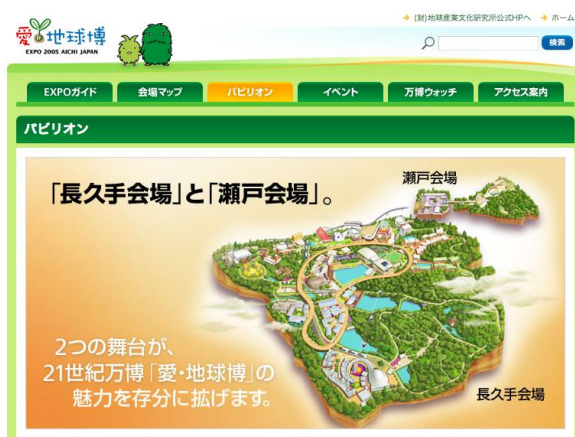 (財)地球産業文化研究所公式HPへ ホーム
愛・地球博
EXPO 2005 AICHI JAPAN
検索
EXPOガイド 会場マップ パビリオン イベント 万博ウォッチ アクセス案内
パビリオン
「長久手会場」と「瀬戸会場」。
瀬戸会場
2つの舞台が、
21世紀万博「愛・地球博」の
魅力を存分に拡げます。
長久手会場